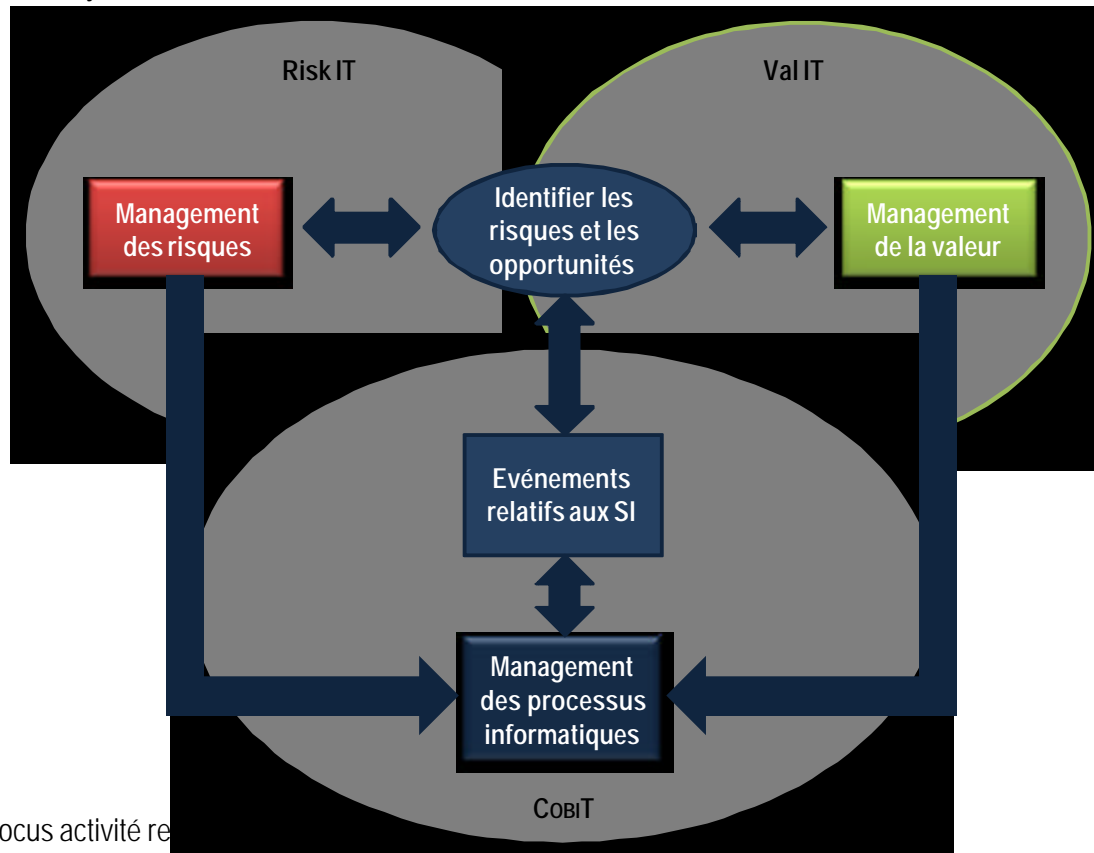 Risk IT
Val IT
Identifier les
risques et les
opportunités
Management
des risques
Management
de la valeur
Evénements
relatifs aux SI
Management
des processus
informatiques
COBIT
ocus activité re